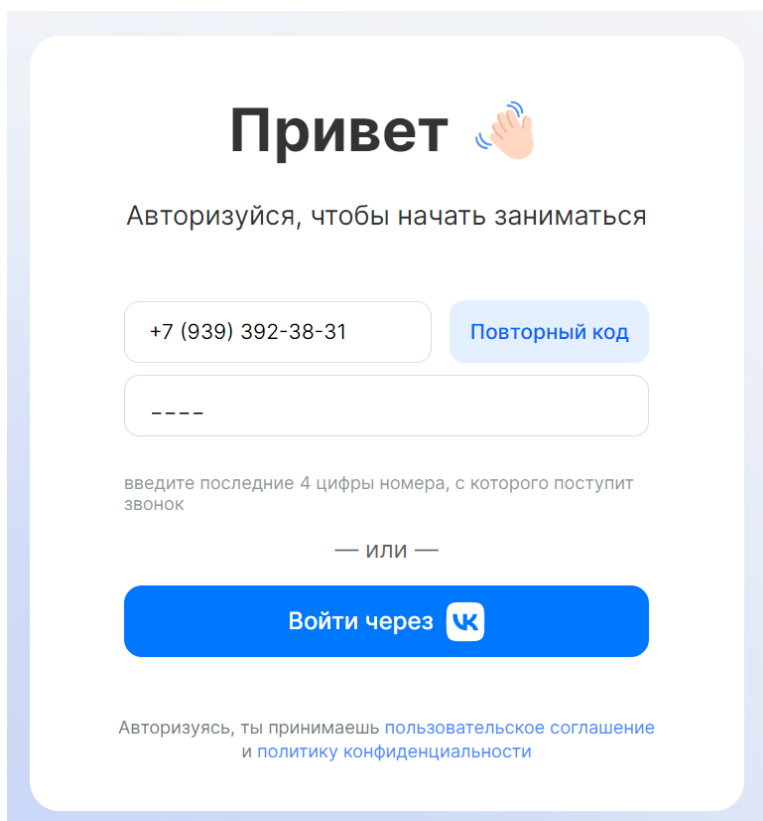 Привет
Авторизуйся, чтобы начать заниматься
+7 (939) 392-38-31
Повторный код
_ _ _ _
введите последние 4 цифры номера, с которого поступит
звонок
— или —
Войти через VK
Авторизуясь, ты принимаешь пользовательское соглашение
и политику конфиденциальности